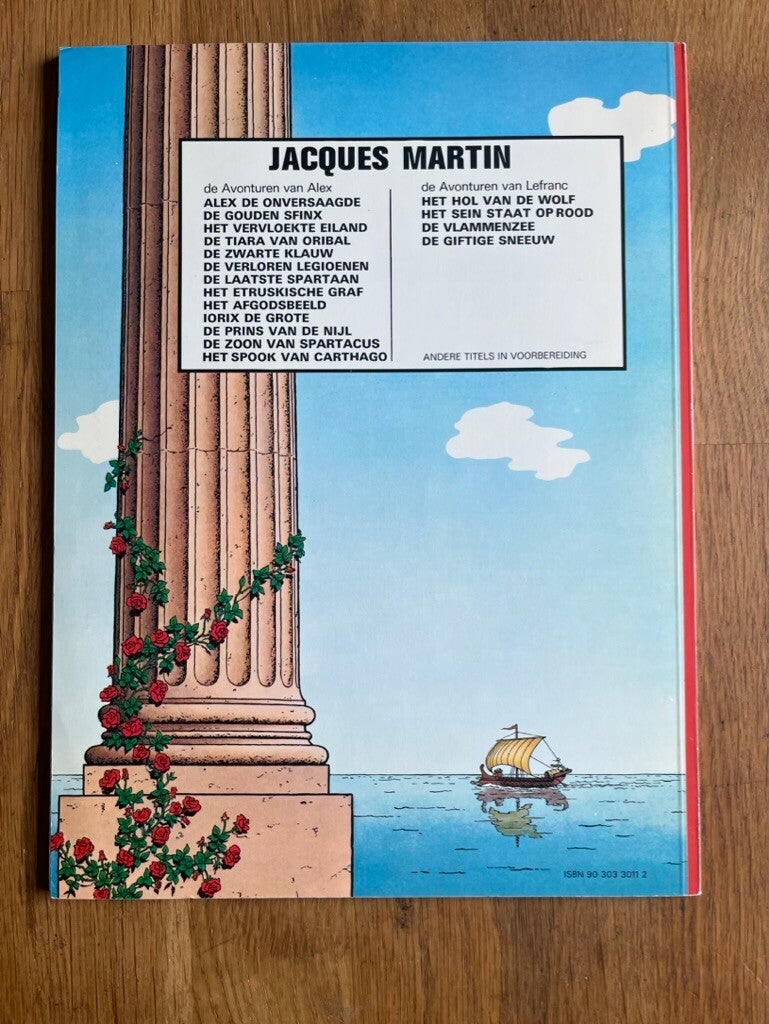 JACQUES MARTIN
de Avonturen van Alex
ALEX DE ONVERSAAGDE
DE GOUDEN SFINX
HET VERVLOEKTE EILAND
DE TIARA VAN ORIBAL
DE ZWARTE KLAUW
DE VERLOREN LEGIOENEN
DE LAATSTE SPARTAAN
HET ETRUSKISCHE GRAF
HET AFGODSBEELD
IORIX DE GROTE
DE PRINS VAN DE NIJL
DE ZOON VAN SPARTACUS
HET SPOOK VAN CARTHAGO
de Avonturen van Lefranc
HET HOL VAN DE WOLF
HET SEIN STAAT OP ROOD
DE VLAMMENZEE
DE GIFTIGE SNEEUW
ANDERE TITELS IN VOORBEREIDING
ISBN 90 303 3011 2